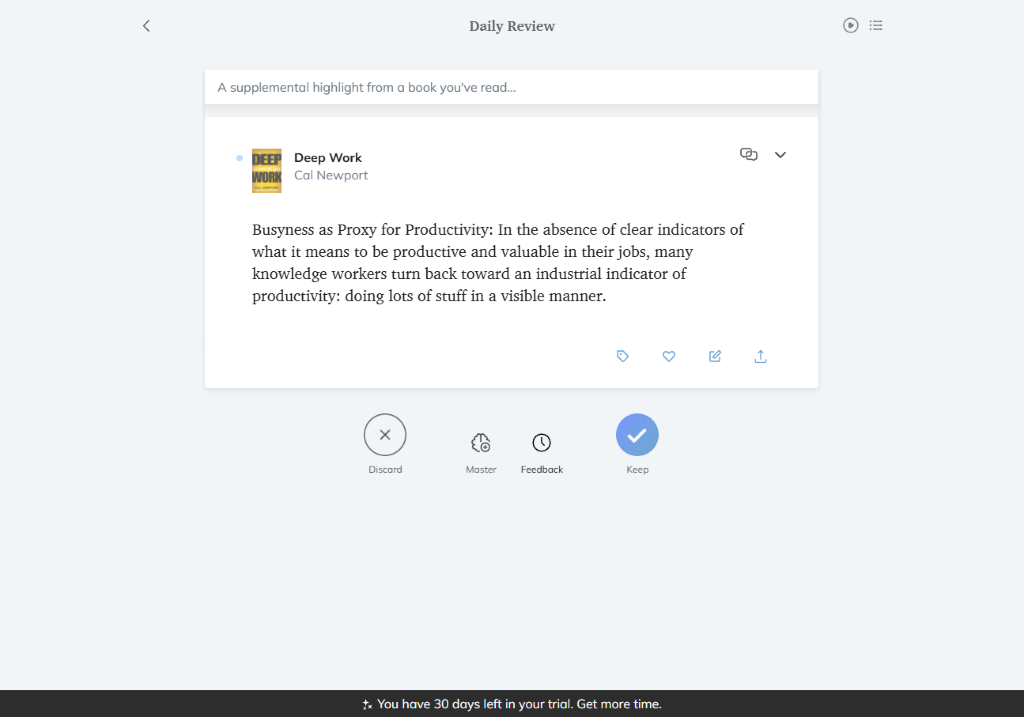 Daily Review
A supplemental highlight from a book you've read...
DEEP
WORK
CAL NEWPORT
Deep Work
Cal Newport
Busyness as Proxy for Productivity: In the absence of clear indicators of
what it means to be productive and valuable in their jobs, many
knowledge workers turn back toward an industrial indicator of
productivity: doing lots of stuff in a visible manner.
Discard
Master
Feedback
Keep
You have 30 days left in your trial. Get more time.